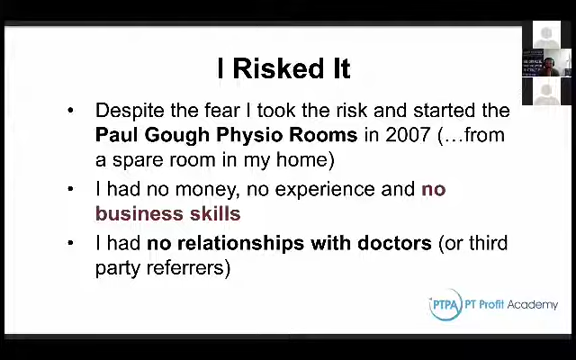 I Risked It
• Despite the fear I took the risk and started the
Paul Gough Physio Rooms in 2007 (…from
a spare room in my home)
• I had no money, no experience and no
business skills
• I had no relationships with doctors (or third
party referrers)
PTPA PT Profit Academy